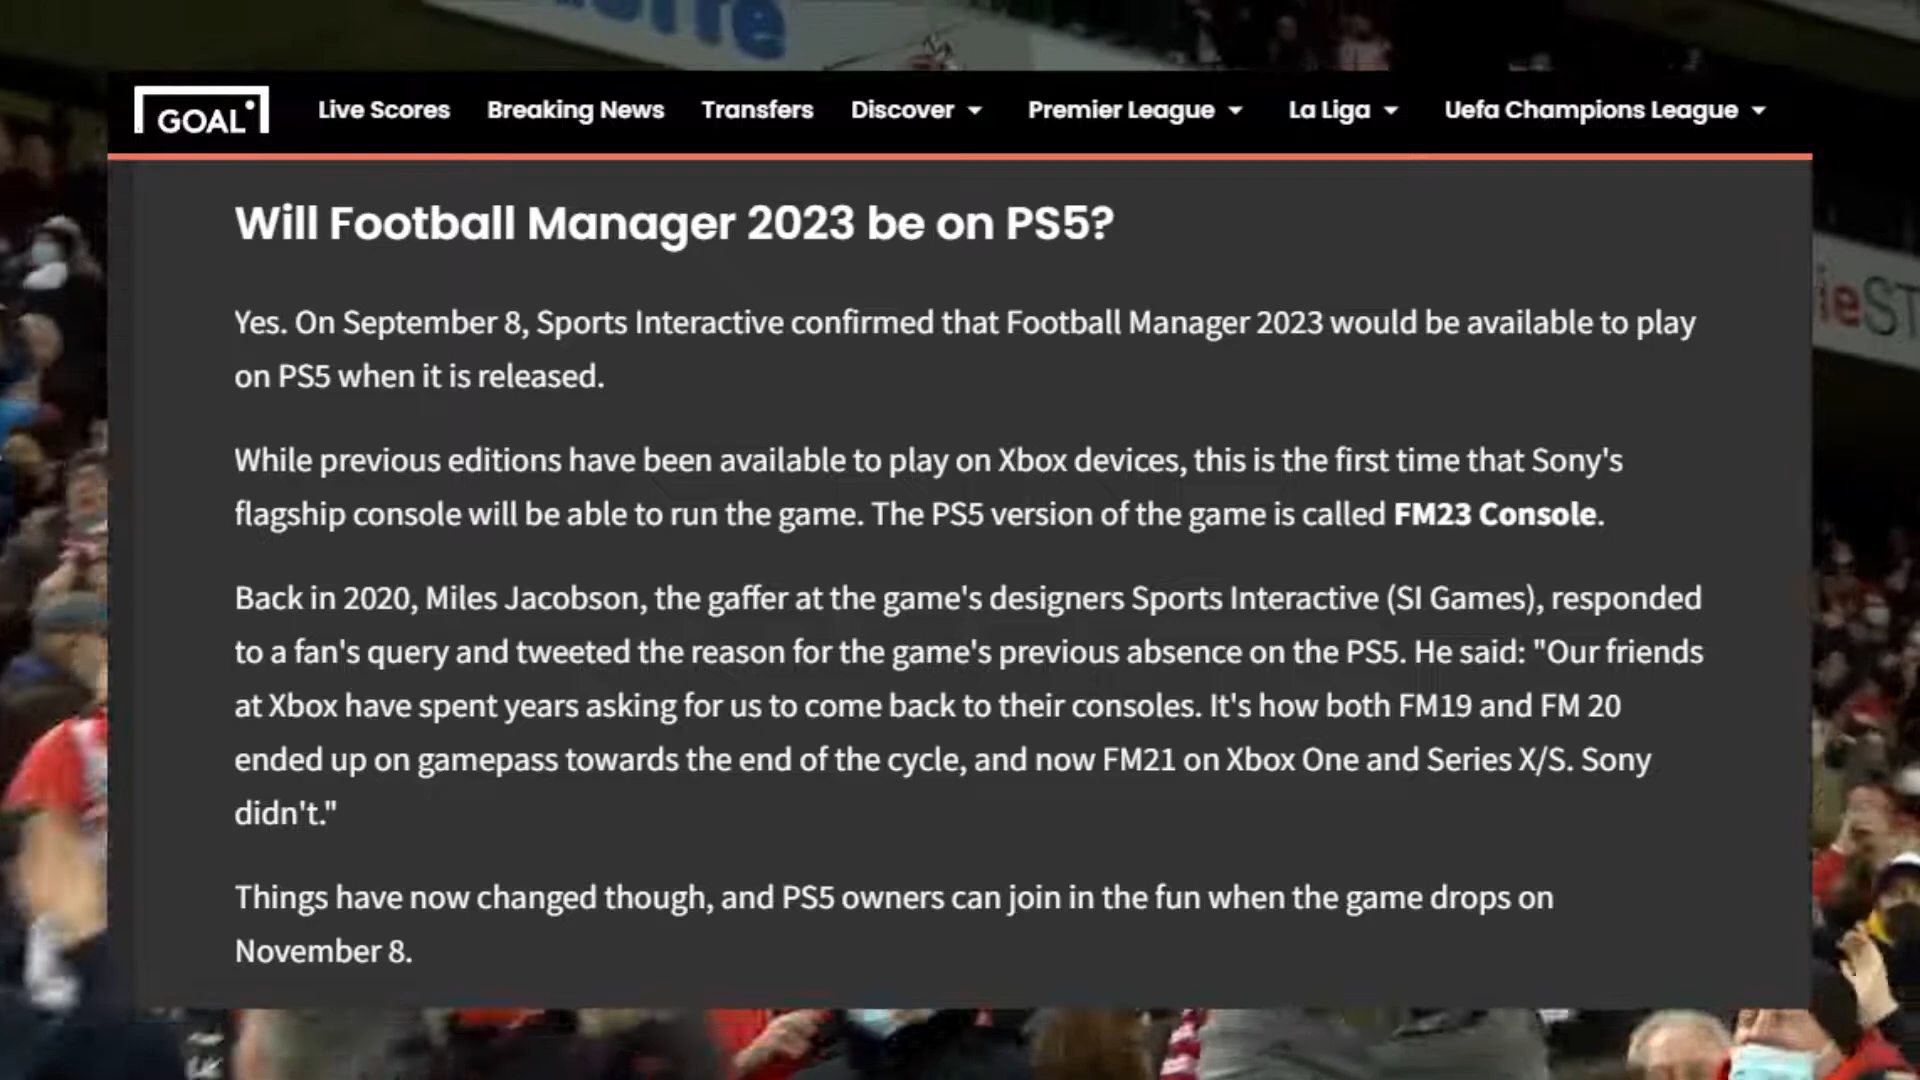 GOAL
Live Scores Breaking News Transfers Discover Premier League La Liga Uefa Champions League
Will Football Manager 2023 be on PS5?
Yes. On September 8, Sports Interactive confirmed that Football Manager 2023 would be available to play
on PS5 when it is released.
While previous editions have been available to play on Xbox devices, this is the first time that Sony's
flagship console will be able to run the game. The PS5 version of the game is called FM23 Console.
Back in 2020, Miles Jacobson, the gaffer at the game's designers Sports Interactive (SI Games), responded
to a fan's query and tweeted the reason for the game's previous absence on the PS5. He said: "Our friends
at Xbox have spent years asking for us to come back to their consoles. It's how both FM19 and FM 20
ended up on gamepass towards the end of the cycle, and now FM21 on Xbox One and Series X/S. Sony
didn't."
Things have now changed though, and PS5 owners can join in the fun when the game drops on
November 8.